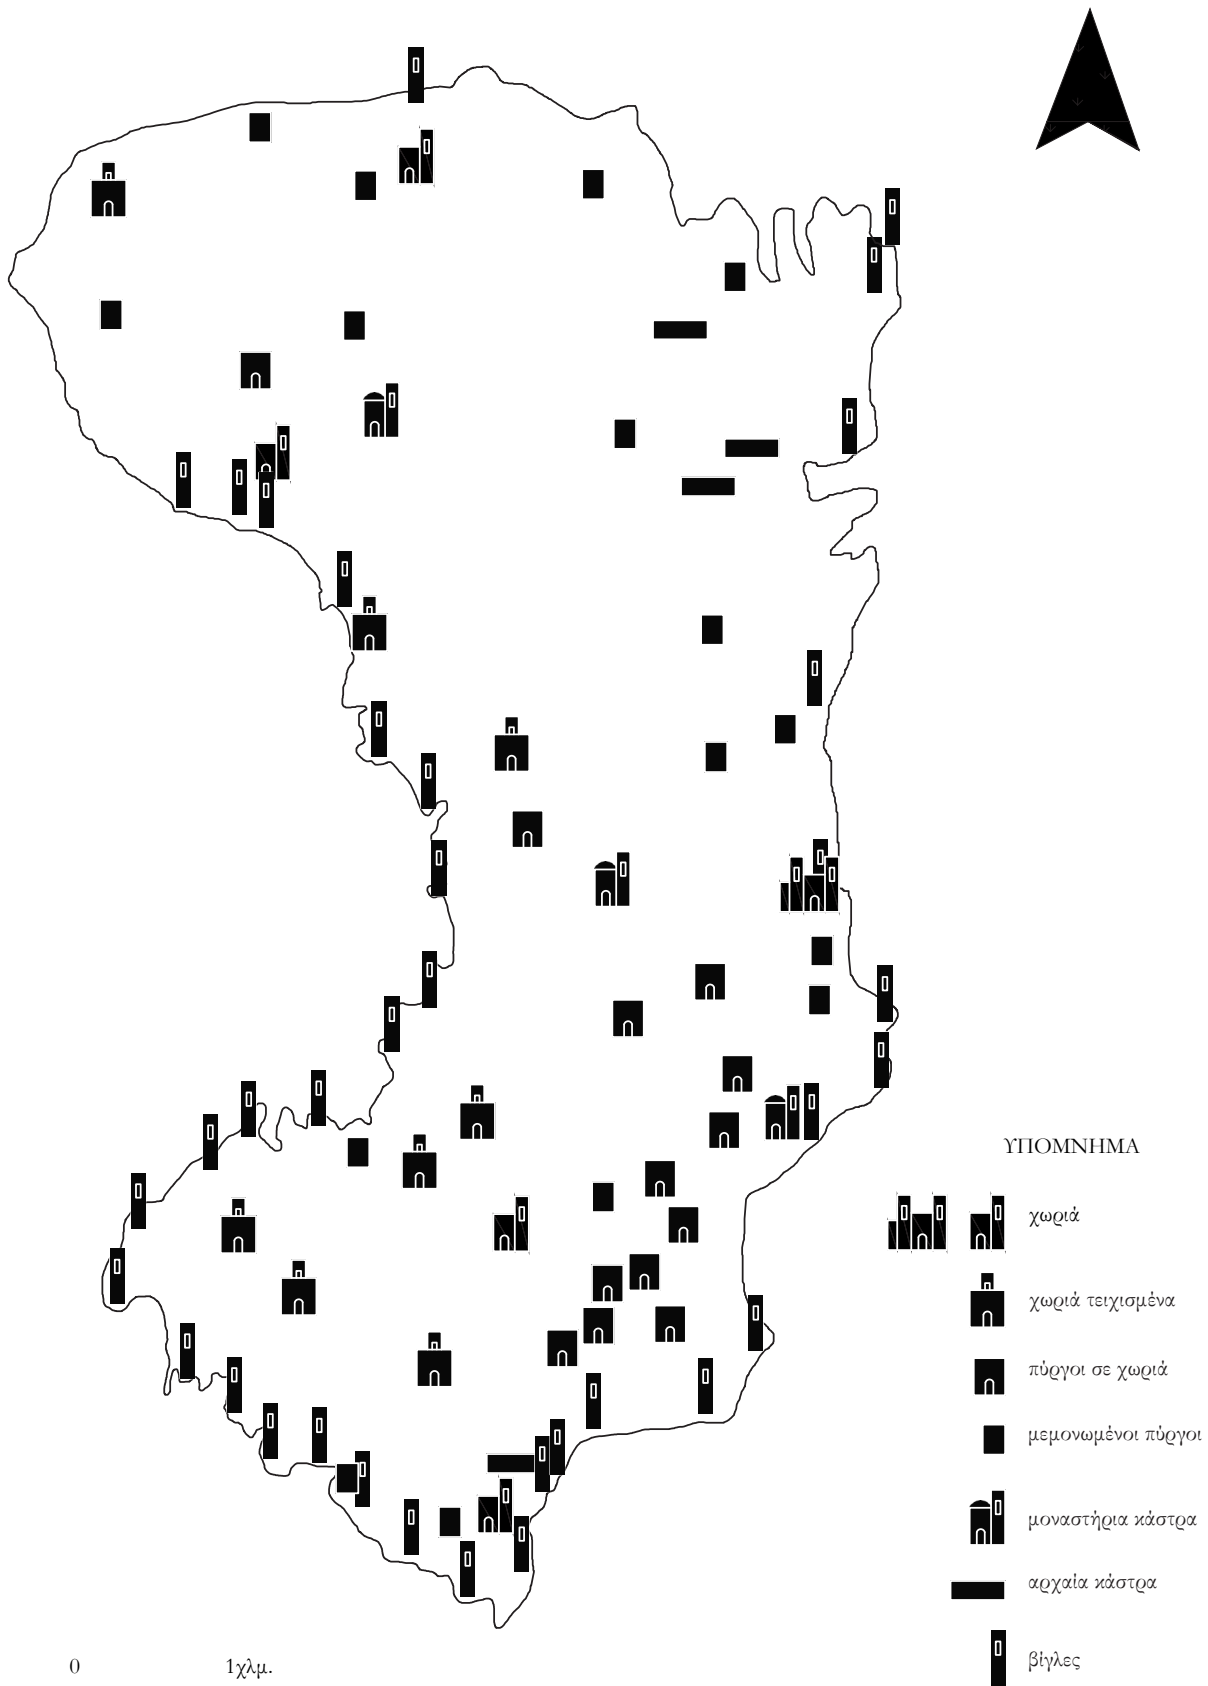 ΥΠΟΜΝΗΜΑ
χωριά
χωριά τειχισμένα
πύργοι σε χωριά
μεμονωμένοι πύργοι
μοναστήρια κάστρα
αρχαία κάστρα
βίγλες
0 1χλμ.